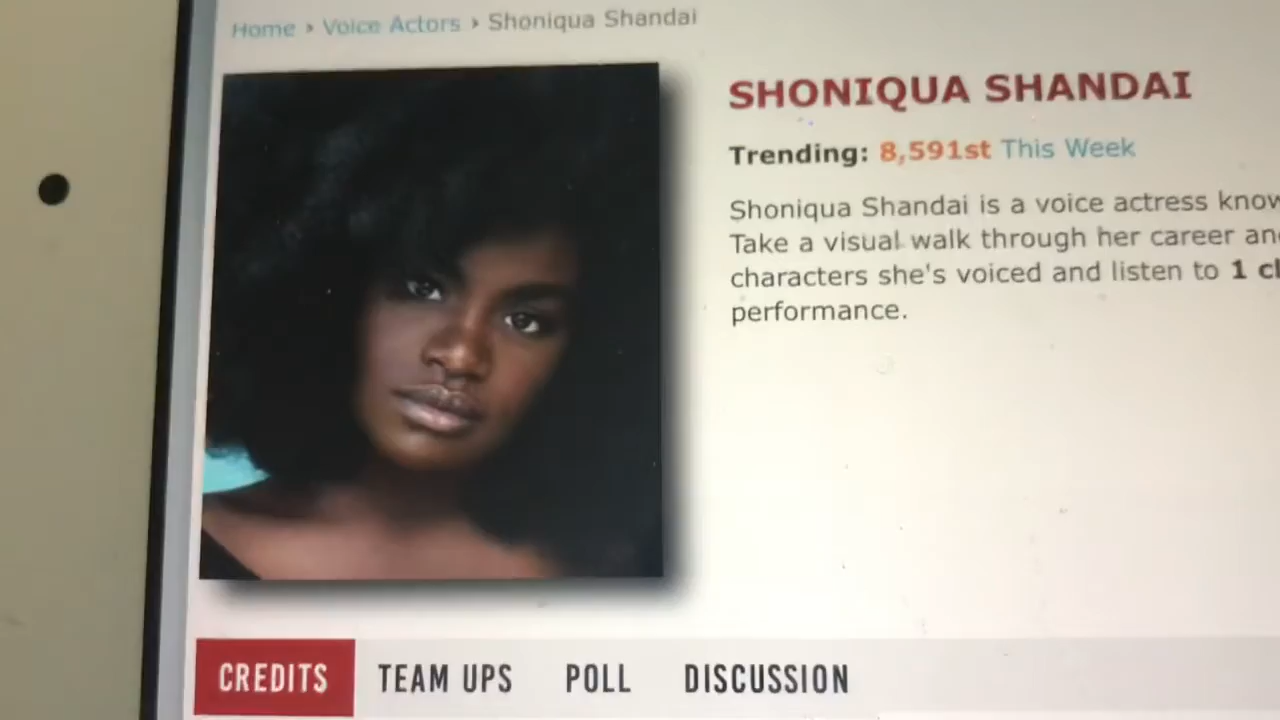 Home › Voice Actors › Shoniqua Shandai
SHONIQUA SHANDAI
Trending: 8,591st This Week
Shoniqua Shandai is a voice actress
Take a visual walk through her career
characters she's voiced and listen to 1
performance.
CREDITS TEAM UPS POLL DISCUSSION